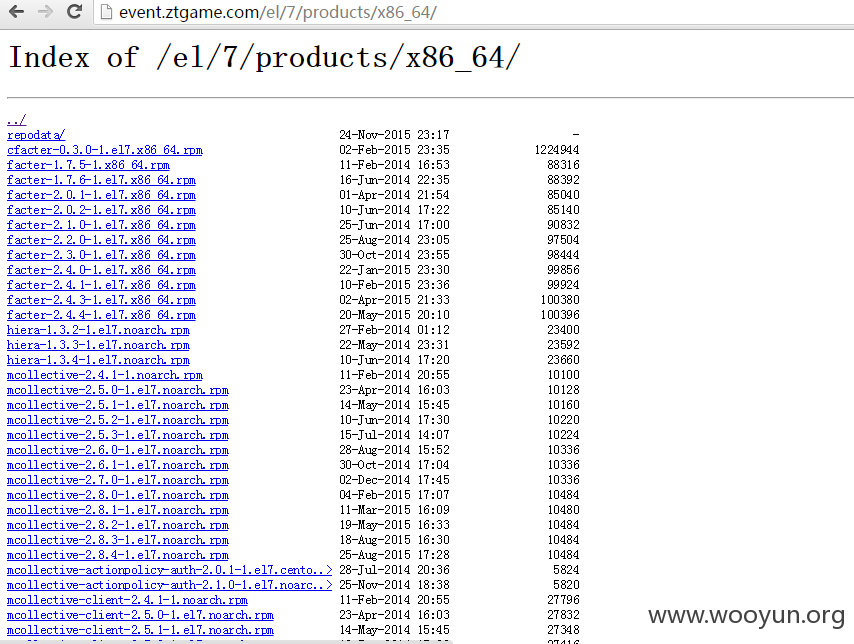 event.ztgame.com/el/7/products/x86_64/
Index of /el/7/products/x86_64/
../
repodata/ 24-Nov-2015 23:17 -
cfacter-0.3.0-1.el7.x86_64.rpm 02-Feb-2015 23:35 1224944
facter-1.7.5-1.x86_64.rpm 11-Feb-2014 16:53 88316
facter-1.7.6-1.el7.x86_64.rpm 16-Jun-2014 22:35 88392
facter-2.0.1-1.el7.x86_64.rpm 01-Apr-2014 21:54 85040
facter-2.0.2-1.el7.x86_64.rpm 10-Jun-2014 17:22 85140
facter-2.1.0-1.el7.x86_64.rpm 25-Jun-2014 17:00 90832
facter-2.2.0-1.el7.x86_64.rpm 25-Aug-2014 23:05 97504
facter-2.3.0-1.el7.x86_64.rpm 30-Oct-2014 23:55 98444
facter-2.4.0-1.el7.x86_64.rpm 22-Jan-2015 23:30 99856
facter-2.4.1-1.el7.x86_64.rpm 10-Feb-2015 23:36 99924
facter-2.4.3-1.el7.x86_64.rpm 02-Apr-2015 21:33 100380
facter-2.4.4-1.el7.x86_64.rpm 20-May-2015 20:10 100396
hiera-1.3.2-1.el7.noarch.rpm 27-Feb-2014 01:12 23400
hiera-1.3.3-1.el7.noarch.rpm 22-May-2014 23:31 23592
hiera-1.3.4-1.el7.noarch.rpm 10-Jun-2014 17:20 23660
mcollective-2.4.1-1.noarch.rpm 11-Feb-2014 20:55 10100
mcollective-2.5.0-1.el7.noarch.rpm 23-Apr-2014 16:03 10128
mcollective-2.5.1-1.el7.noarch.rpm 14-May-2014 15:45 10160
mcollective-2.5.2-1.el7.noarch.rpm 10-Jun-2014 17:30 10220
mcollective-2.5.3-1.el7.noarch.rpm 15-Jul-2014 14:07 10224
mcollective-2.6.0-1.el7.noarch.rpm 28-Aug-2014 15:52 10336
mcollective-2.6.1-1.el7.noarch.rpm 30-Oct-2014 17:04 10336
mcollective-2.7.0-1.el7.noarch.rpm 02-Dec-2014 17:45 10336
mcollective-2.8.0-1.el7.noarch.rpm 04-Feb-2015 17:07 10484
mcollective-2.8.1-1.el7.noarch.rpm 11-Mar-2015 16:09 10480
mcollective-2.8.2-1.el7.noarch.rpm 19-May-2015 16:33 10484
mcollective-2.8.3-1.el7.noarch.rpm 18-Aug-2015 16:30 10484
mcollective-2.8.4-1.el7.noarch.rpm 25-Aug-2015 17:28 10484
mcollective-actionpolicy-auth-2.0.1-1.el7.cento..> 28-Jul-2014 20:36 5824
mcollective-actionpolicy-auth-2.1.0-1.el7.noarc..> 25-Nov-2014 18:38 5820
mcollective-client-2.4.1-1.noarch.rpm 11-Feb-2014 20:55 27796
mcollective-client-2.5.0-1.el7.noarch.rpm 23-Apr-2014 16:03 27832
mcollective-client-2.5.1-1.el7.noarch.rpm 14-May-2014 15:45 27348
www.wooyun.org